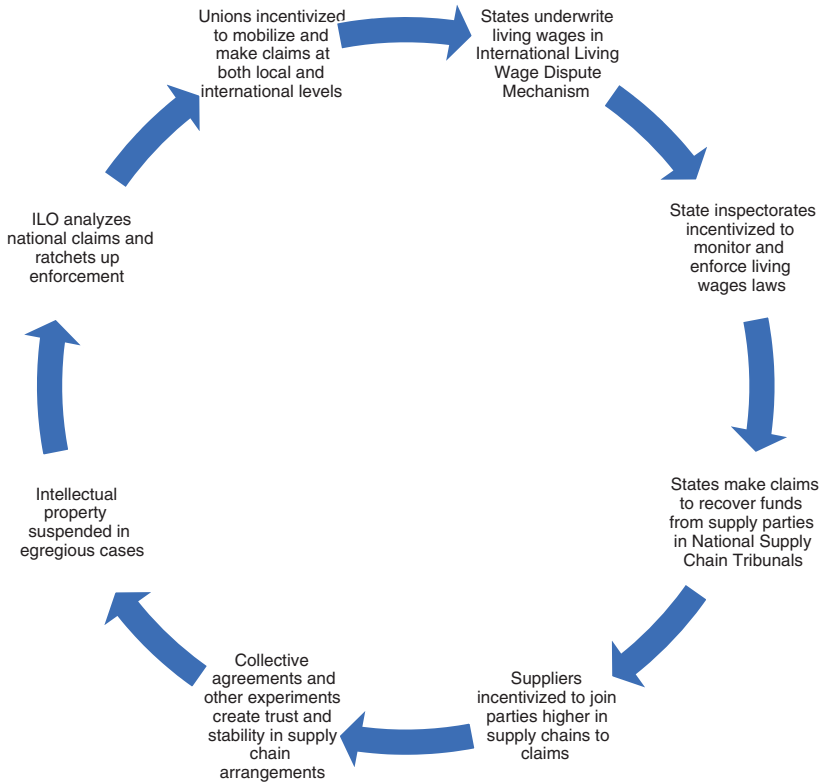 Unions incentivized
to mobilize and
make claims at
both local and
international levels
States underwrite
living wages in
International Living
Wage Dispute
Mechanism
State inspectorates
incentivized to
monitor and
enforce living
wages laws
States make claims
to recover funds
from supply parties
in National Supply
Chain Tribunals
Suppliers
incentivized to join
parties higher in
supply chains to
claims
Collective
agreements and
other experiments
create trust and
stability in supply
chain
arrangements
Intellectual
property
suspended in
egregious cases
ILO analyzes
national claims and
ratchets up
enforcement